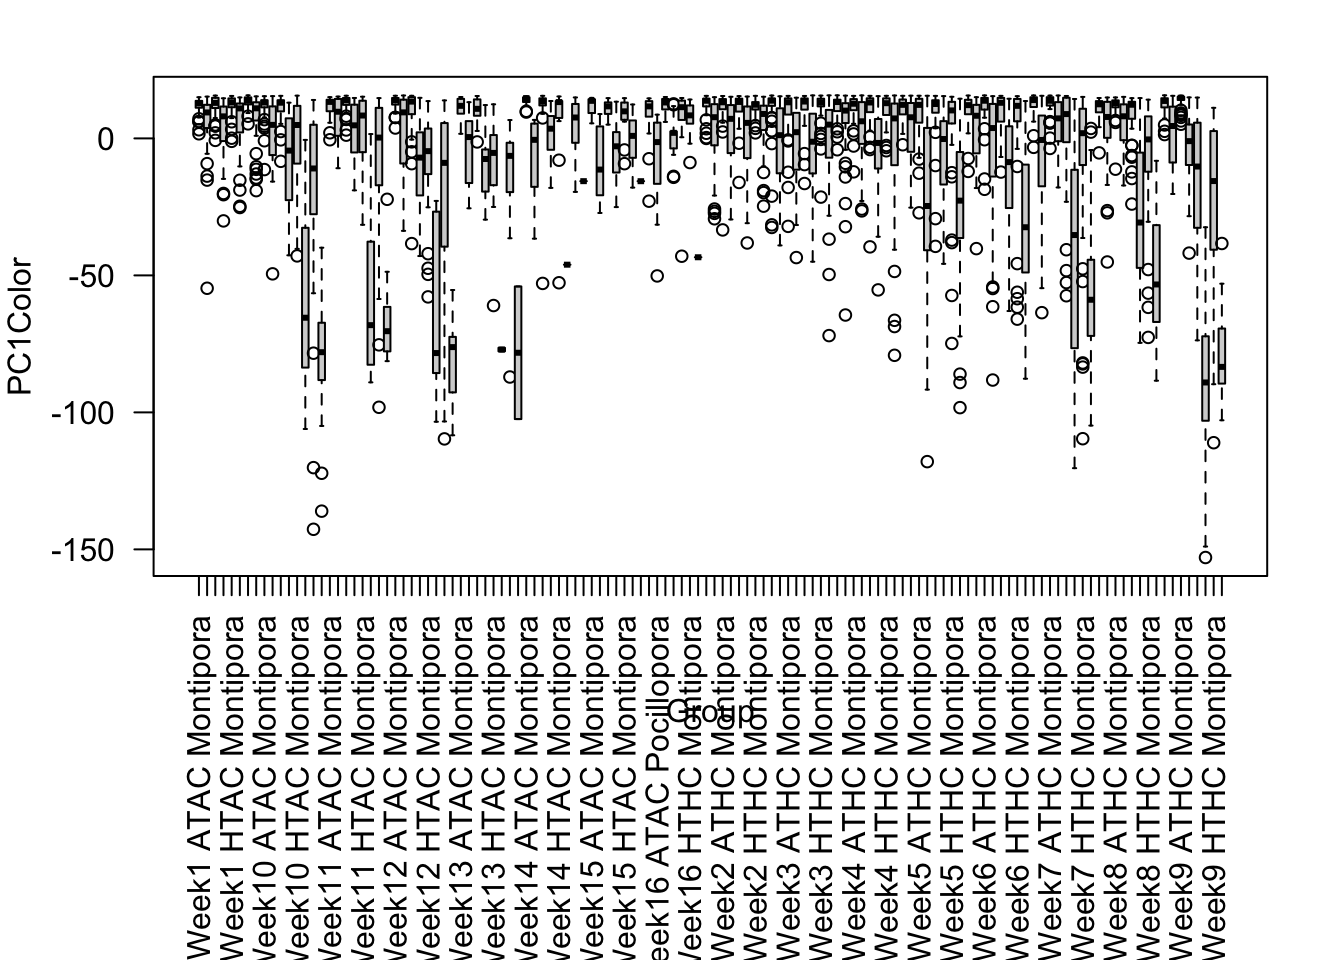 PC1Color
0
-50
-100
-150
Week1 ATAC Montipora
Week1 HTAC Montipora
Week10 ATAC Montipora
Week10 HTAC Montipora
Week11 ATAC Montipora
Week11 HTAC Montipora
Week12 ATAC Montipora
Week12 HTAC Montipora
Week13 ATAC Montipora
Week13 HTAC Montipora
Week14 ATAC Montipora
Week14 HTAC Montipora
Week15 ATAC Montipora
Week15 HTAC Montipora
eek16 ATAC Pocillopora
Week16 HTHC Montipora
Week2 ATHC Montipora
Week2 HTHC Montipora
Week3 ATHC Montipora
Week3 HTHC Montipora
Week4 ATHC Montipora
Week4 HTHC Montipora
Week5 ATHC Montipora
Week5 HTHC Montipora
Week6 ATHC Montipora
Week6 HTHC Montipora
Week7 ATHC Montipora
Week7 HTHC Montipora
Week8 ATHC Montipora
Week8 HTHC Montipora
Week9 ATHC Montipora
Week9 HTHC Montipora
Group